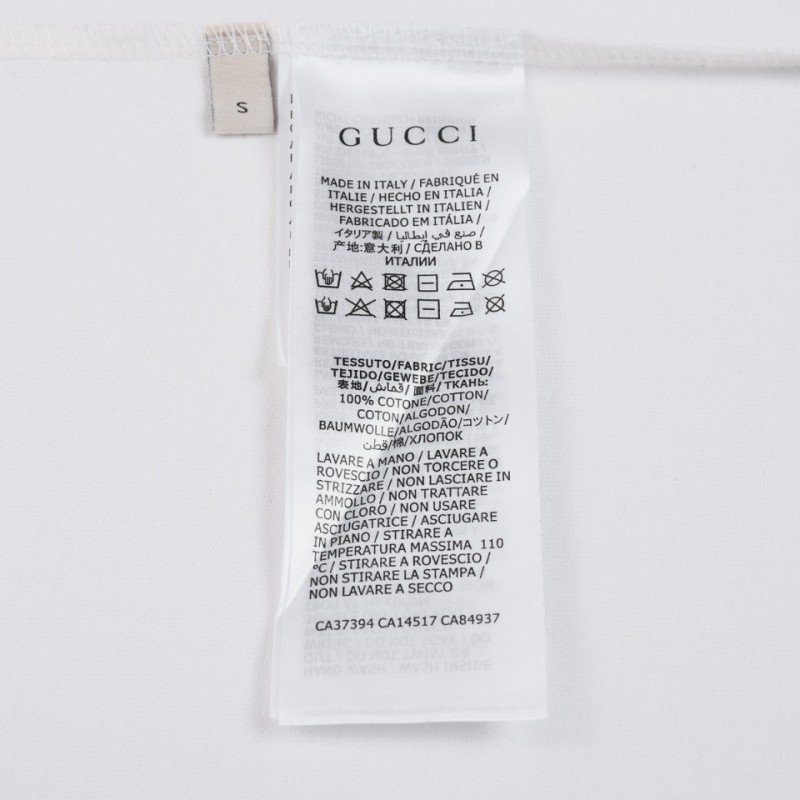 S
GUCCI
MADE IN ITALY / FABRIQUÉ EN
ITALIE / HECHO EN ITALIA /
HERGESTELLT IN ITALIEN /
FABRICADO EM ITÁLIA /
イタリア製 / صنع في إيطاليا /
产地:意大利 / СДЕЛАНО В
ИТАЛИИ
TESSUTO/FABRIC/TISSU/
TEJIDO/GEWEBE/TECIDO/
表地/قماش/面料/ТКАНЬ:
100% COTONE/COTTON/
COTON/ALGODON/
BAUMWOLLE/ALGODÃO/コットン/
قطن/棉/ХЛОПОК
LAVARE A MANO / LAVARE A
ROVESCIO / NON TORCERE O
STRIZZARE / NON LASCIARE IN
AMMOLLO / NON TRATTARE
CON CLORO / NON USARE
ASCIUGATRICE / ASCIUGARE
IN PIANO / STIRARE A
TEMPERATURA MASSIMA 110
°C / STIRARE A ROVESCIO /
NON STIRARE LA STAMPA /
NON LAVARE A SECCO
CA37394 CA14517 CA84937